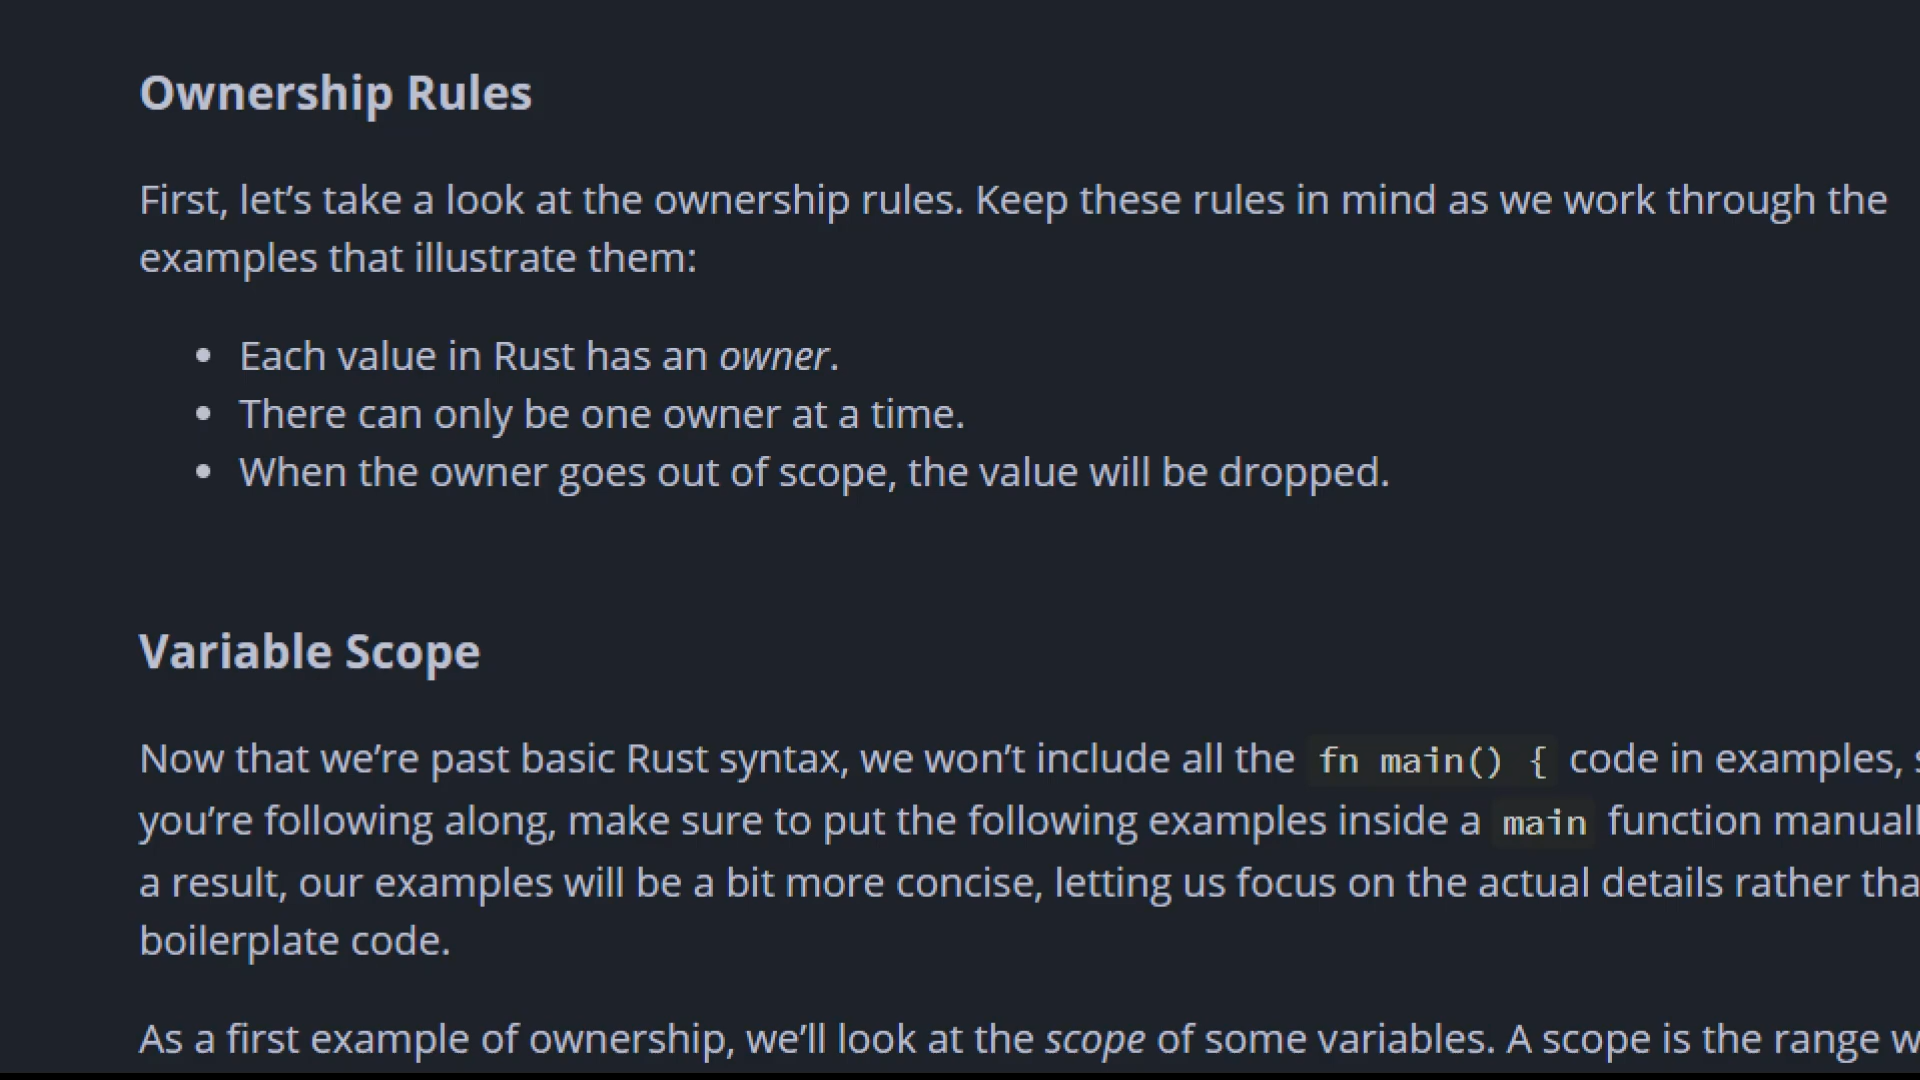 Ownership Rules
First, let’s take a look at the ownership rules. Keep these rules in mind as we work through the
examples that illustrate them:
• Each value in Rust has an owner.
• There can only be one owner at a time.
• When the owner goes out of scope, the value will be dropped.
Variable Scope
Now that we’re past basic Rust syntax, we won’t include all the fn main() { code in examples,
you’re following along, make sure to put the following examples inside a main function
a result, our examples will be a bit more concise, letting us focus on the actual details rather
boilerplate code.
As a first example of ownership, we’ll look at the scope of some variables. A scope is the range